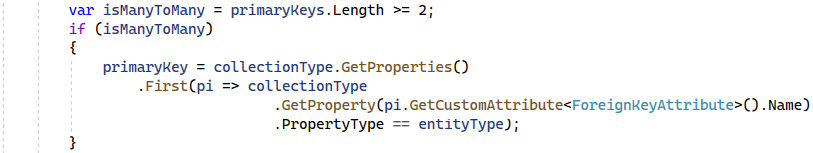 var isManyToMany = primaryKeys.Length >= 2;
if (isManyToMany)
{
primaryKey = collectionType.GetProperties()
.First(pi => collectionType
.GetProperty(pi.GetCustomAttribute<ForeignKeyAttribute>().Name)
.PropertyType == entityType);
}